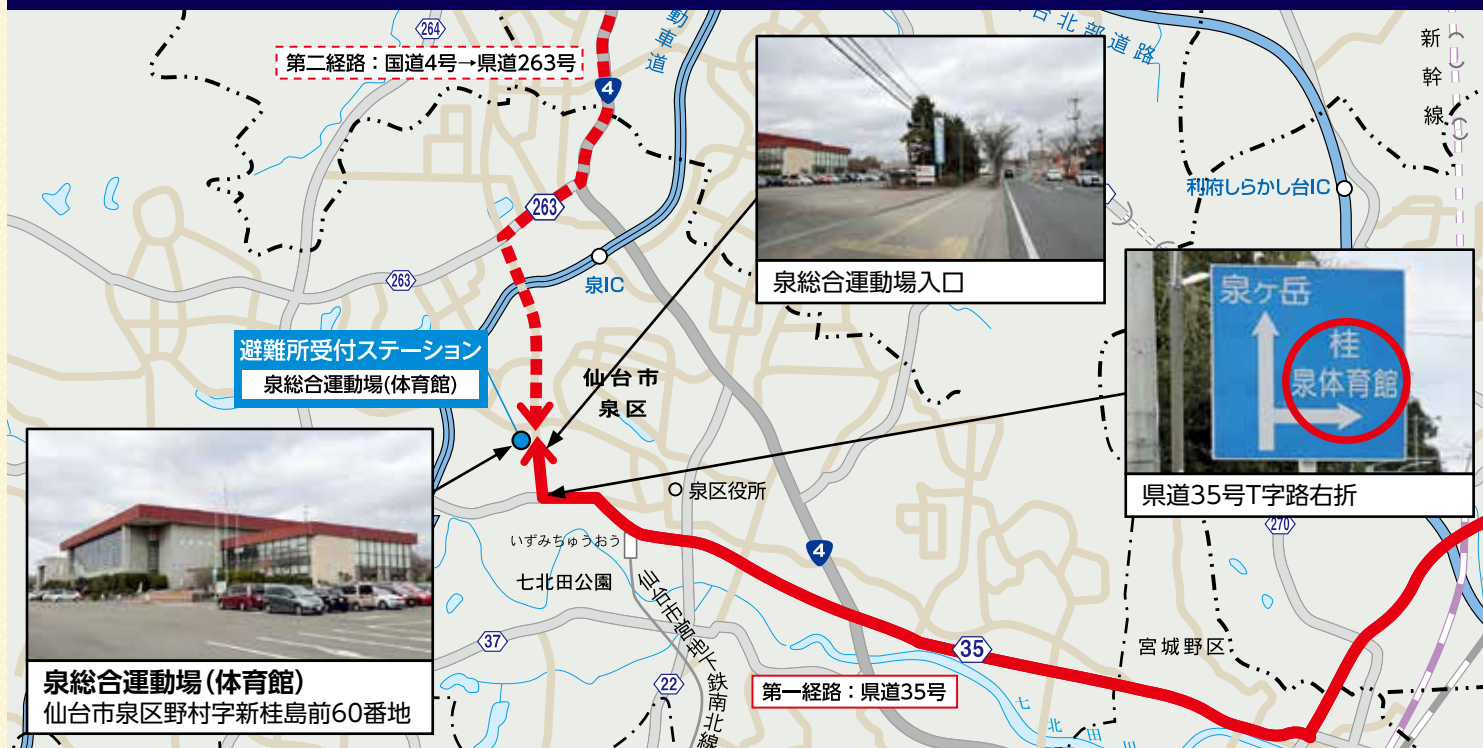 264
動車道
台北部道路
新幹線
第二経路：国道4号→県道263号
4
利府しらかし台IC
263
263
泉IC
泉総合運動場入口
泉ヶ岳
桂
泉体育館
県道35号T字路右折
避難所受付ステーション
泉総合運動場(体育館)
仙台市
泉区
泉区役所
270
いずみちゅうおう
七北田公園
仙台市営地下鉄南北線
4
37
35
宮城野区
22
第一経路：県道35号
七北田川
泉総合運動場(体育館)
仙台市泉区野村字新桂島前60番地